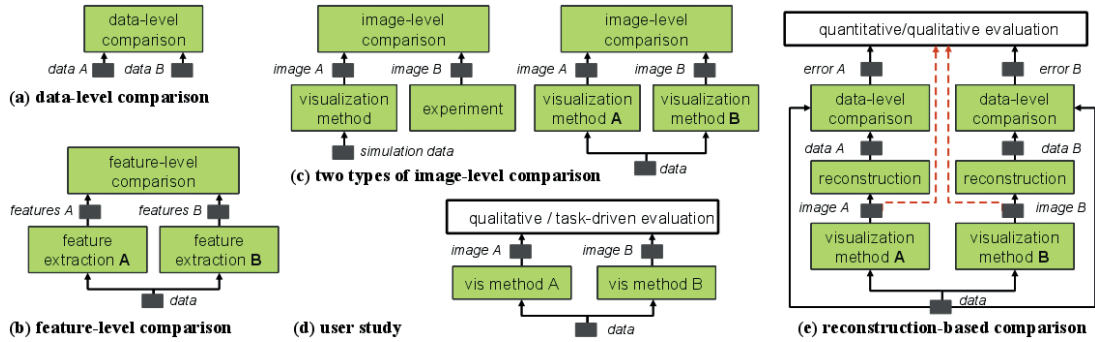 data-level
comparison
data A
data B
(a) data-level comparison
feature-level
comparison
features A
features B
feature
extraction A
feature
extraction B
data
(b) feature-level comparison
image-level
comparison
image A
image B
visualization
method
experiment
simulation data
image-level
comparison
image A
image B
visualization
method A
visualization
method B
data
(c) two types of image-level comparison
qualitative / task-driven evaluation
image A
image B
vis method A
vis method B
data
(d) user study
quantitative/qualitative evaluation
error A
error B
data-level
comparison
data-level
comparison
data A
data B
reconstruction
reconstruction
image A
image B
visualization
method A
visualization
method B
data
(e) reconstruction-based comparison